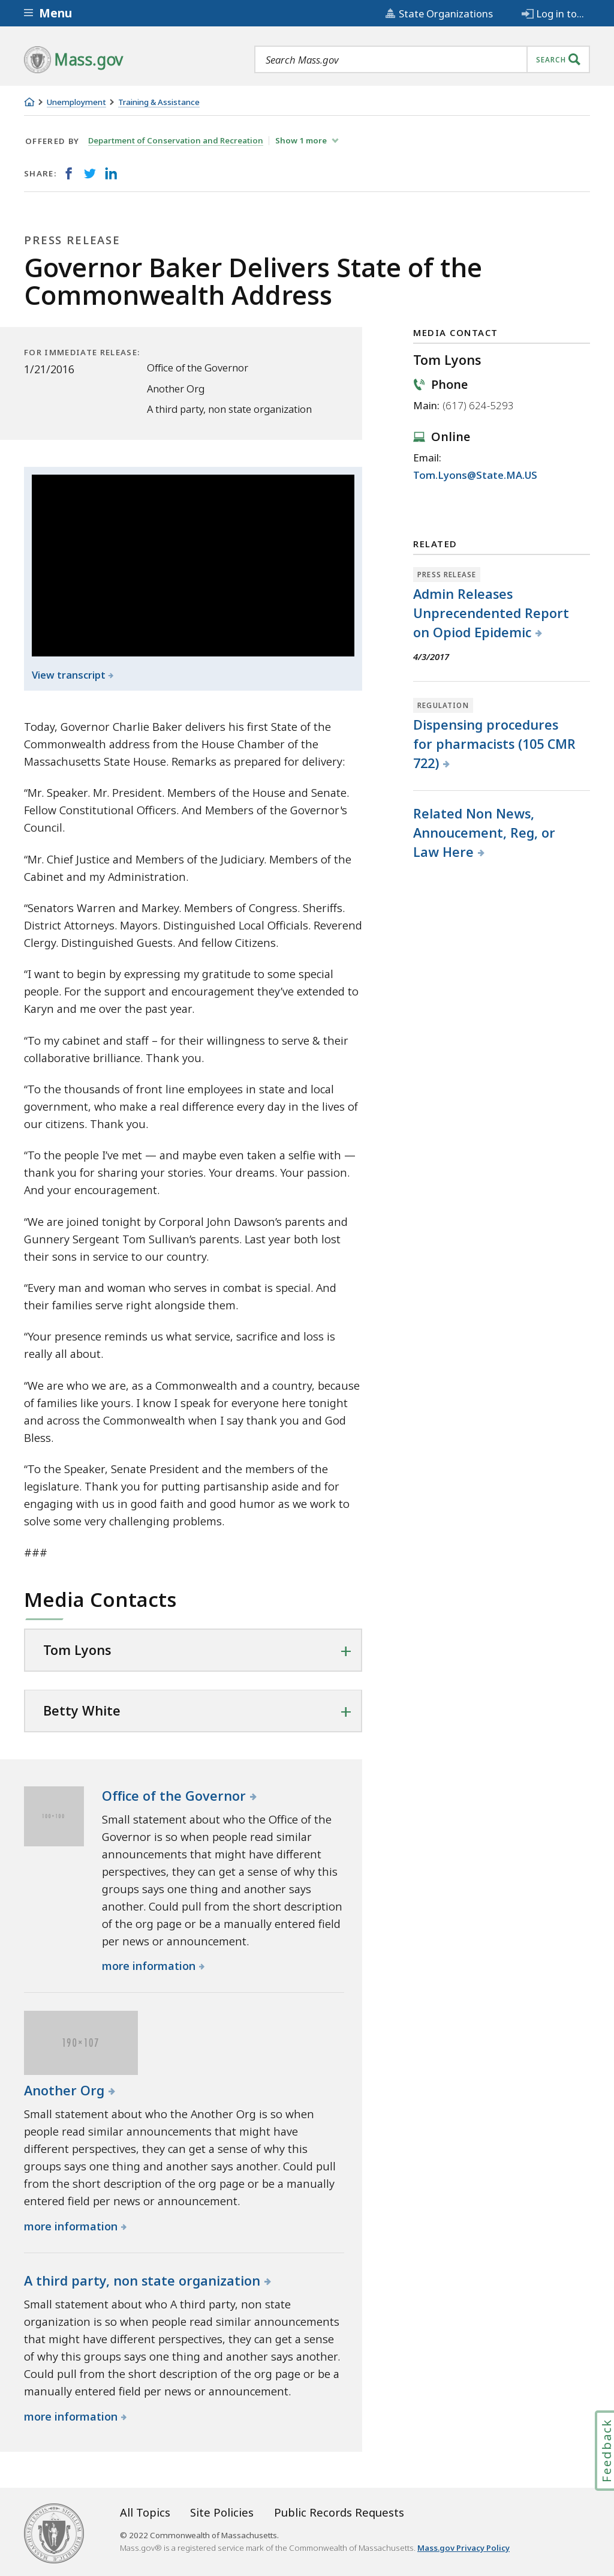 Menu
State Organizations
Log in to...
Mass.gov
Search Mass.gov
SEARCH
Unemployment
Training & Assistance
OFFERED BY
Department of Conservation and Recreation
Show 1 more
SHARE:
PRESS RELEASE
Governor Baker Delivers State of the
Commonwealth Address
FOR IMMEDIATE RELEASE:
1/21/2016
Office of the Governor
Another Org
A third party, non state organization
View transcript
Today, Governor Charlie Baker delivers his first State of the
Commonwealth address from the House Chamber of the
Massachusetts State House. Remarks as prepared for delivery:
“Mr. Speaker. Mr. President. Members of the House and Senate.
Fellow Constitutional Officers. And Members of the Governor's
Council.
“Mr. Chief Justice and Members of the Judiciary. Members of the
Cabinet and my Administration.
“Senators Warren and Markey. Members of Congress. Sheriffs.
District Attorneys. Mayors. Distinguished Local Officials. Reverend
Clergy. Distinguished Guests. And fellow Citizens.
“I want to begin by expressing my gratitude to some special
people. For the support and encouragement they’ve extended to
Karyn and me over the past year.
“To my cabinet and staff – for their willingness to serve & their
collaborative brilliance. Thank you.
“To the thousands of front line employees in state and local
government, who make a real difference every day in the lives of
our citizens. Thank you.
“To the people I’ve met — and maybe even taken a selfie with —
thank you for sharing your stories. Your dreams. Your passion.
And your encouragement.
“We are joined tonight by Corporal John Dawson’s parents and
Gunnery Sergeant Tom Sullivan’s parents. Last year both lost
their sons in service to our country.
“Every man and woman who serves in combat is special. And
their families serve right alongside them.
“Your presence reminds us what service, sacrifice and loss is
really all about.
“We are who we are, as a Commonwealth and a country, because
of families like yours. I know I speak for everyone here tonight
and across the Commonwealth when I say thank you and God
Bless.
“To the Speaker, Senate President and the members of the
legislature. Thank you for putting partisanship aside and for
engaging with us in good faith and good humor as we work to
solve some very challenging problems.
###
Media Contacts
Tom Lyons
Betty White
100×100
Office of the Governor
Small statement about who the Office of the
Governor is so when people read similar
announcements that might have different
perspectives, they can get a sense of why this
groups says one thing and another says
another. Could pull from the short description
of the org page or be a manually entered field
per news or announcement.
more information
190×107
Another Org
Small statement about who the Another Org is so when
people read similar announcements that might have
different perspectives, they can get a sense of why this
groups says one thing and another says another. Could pull
from the short description of the org page or be a manually
entered field per news or announcement.
more information
A third party, non state organization
Small statement about who A third party, non state
organization is so when people read similar announcements
that might have different perspectives, they can get a sense
of why this groups says one thing and another says another.
Could pull from the short description of the org page or be a
manually entered field per news or announcement.
more information
MEDIA CONTACT
Tom Lyons
Phone
Main: (617) 624-5293
Online
Email:
Tom.Lyons@State.MA.US
RELATED
PRESS RELEASE
Admin Releases
Unprecendented Report
on Opiod Epidemic
4/3/2017
REGULATION
Dispensing procedures
for pharmacists (105 CMR
722)
Related Non News,
Annoucement, Reg, or
Law Here
Feedback
All Topics
Site Policies
Public Records Requests
© 2022 Commonwealth of Massachusetts.
Mass.gov® is a registered service mark of the Commonwealth of Massachusetts. Mass.gov Privacy Policy